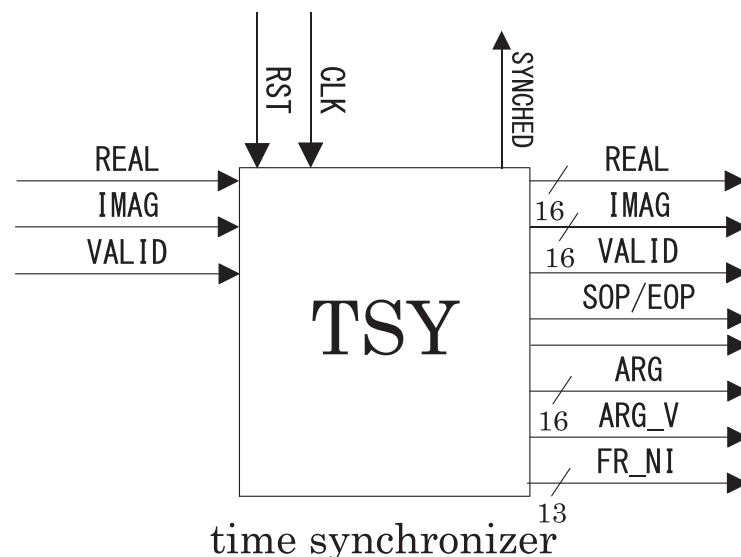 RST
CLK
SYNCHED
REAL
IMAG
VALID
TSY
REAL
16
IMAG
16
VALID
SOP/EOP
ARG
16
ARG_V
FR_NI
13
time synchronizer